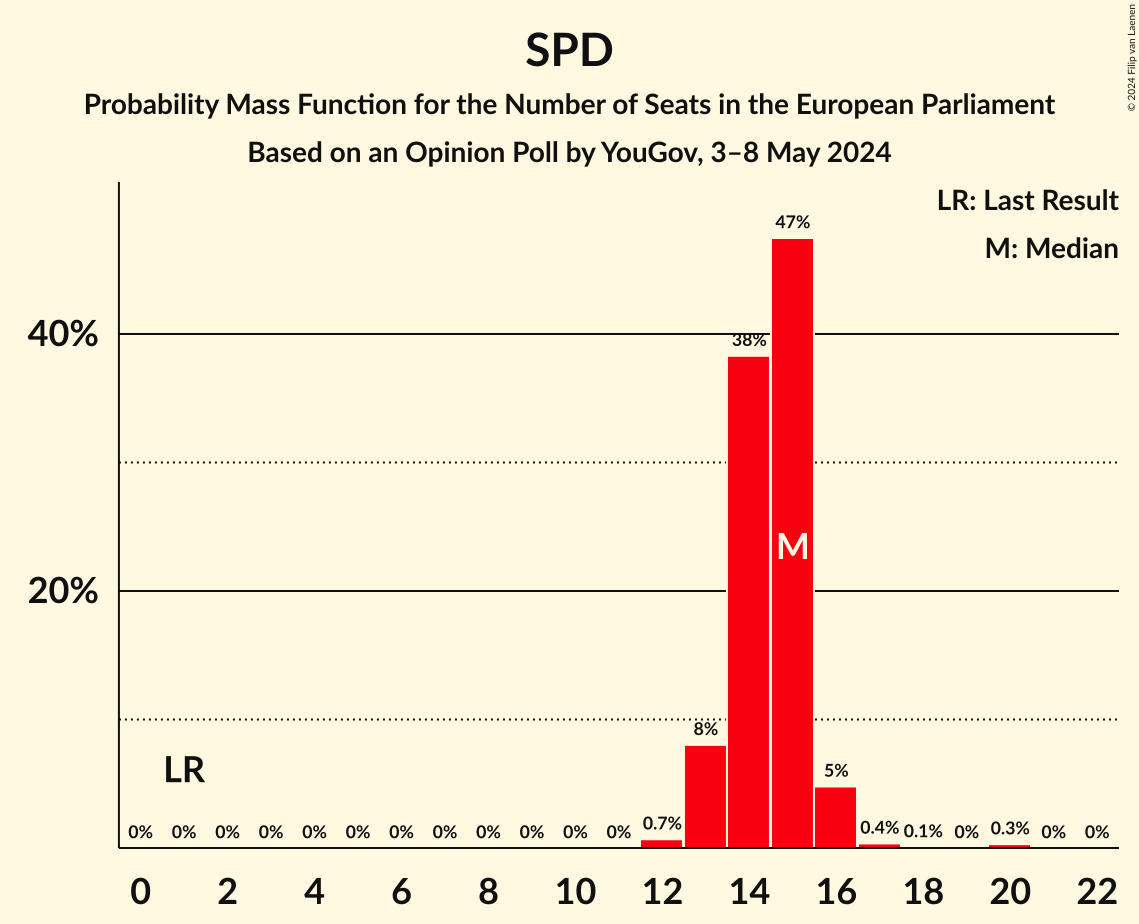 SPD
Probability Mass Function for the Number of Seats in the European Parliament
Based on an Opinion Poll by YouGov, 3–8 May 2024
© 2024 Filip van Laenen
LR: Last Result
M: Median
40%
20%
47%
38%
M
8%
LR
5%
0% 0% 0% 0% 0% 0% 0% 0% 0% 0% 0% 0% 0.7% 0.4% 0.1% 0% 0.3% 0% 0%
0 2 4 6 8 10 12 14 16 18 20 22